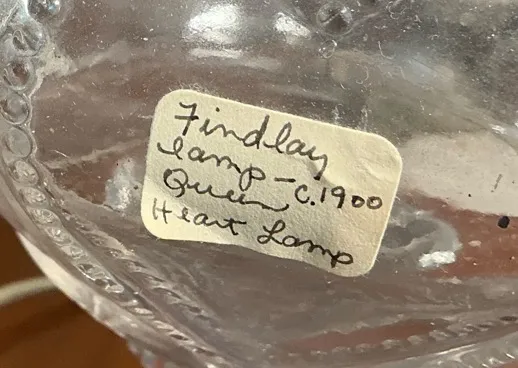 Findlay
lamp - c.1900
Queen
Heart Lamp